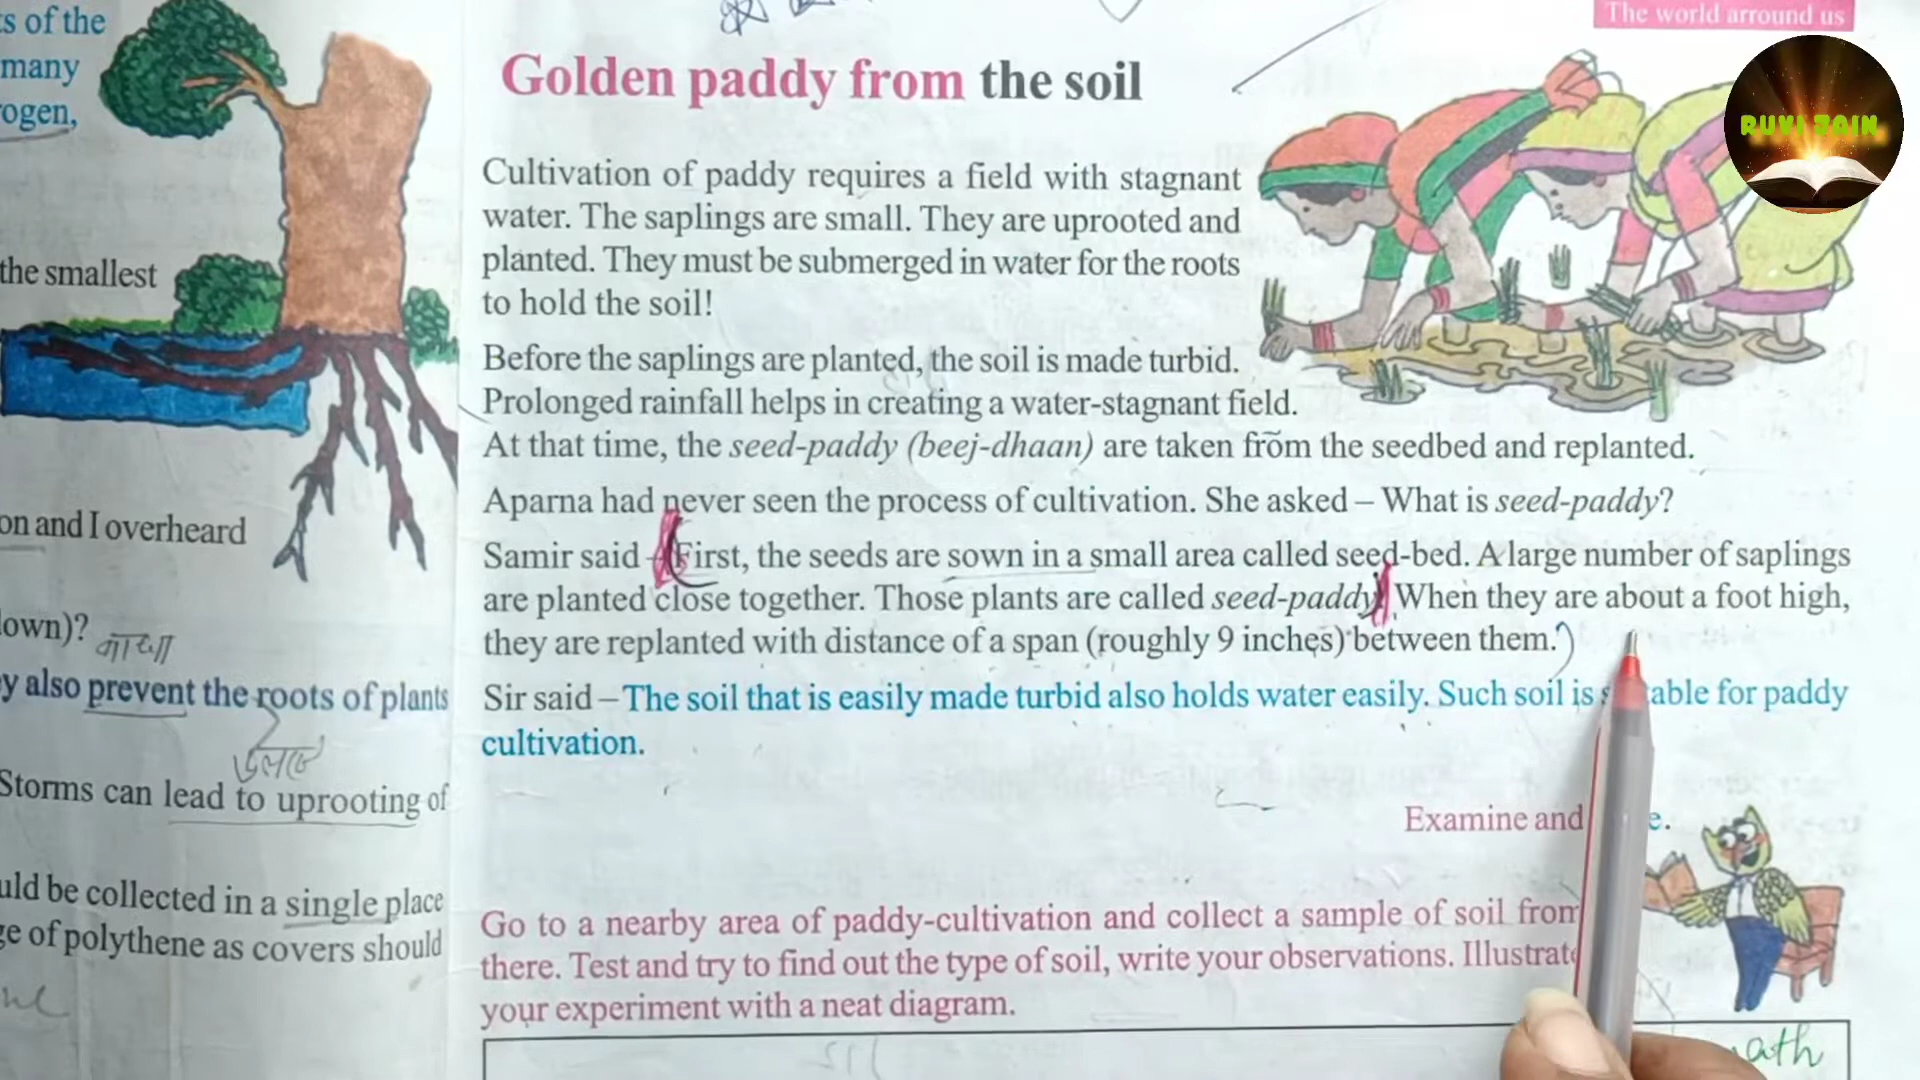 The world arround us
RUVI JAIN
s of the
many
rogen,
the smallest
on and I overheard
own)?
y also prevent the roots of plants
Storms can lead to uprooting of
uld be collected in a single place
ge of polythene as covers should
Golden paddy from the soil
Cultivation of paddy requires a field with stagnant
water. The saplings are small. They are uprooted and
planted. They must be submerged in water for the roots
to hold the soil!
Before the saplings are planted, the soil is made turbid.
Prolonged rainfall helps in creating a water-stagnant field.
At that time, the seed-paddy (beej-dhaan) are taken from the seedbed and replanted.
Aparna had never seen the process of cultivation. She asked – What is seed-paddy?
Samir said – First, the seeds are sown in a small area called seed-bed. A large number of saplings
are planted close together. Those plants are called seed-paddy. When they are about a foot high,
they are replanted with distance of a span (roughly 9 inches) between them.
Sir said – The soil that is easily made turbid also holds water easily. Such soil is for paddy
cultivation.
Examine and
Go to a nearby area of paddy-cultivation and collect a sample of soil from
there. Test and try to find out the type of soil, write your observations. Illustrate
your experiment with a neat diagram.
ath